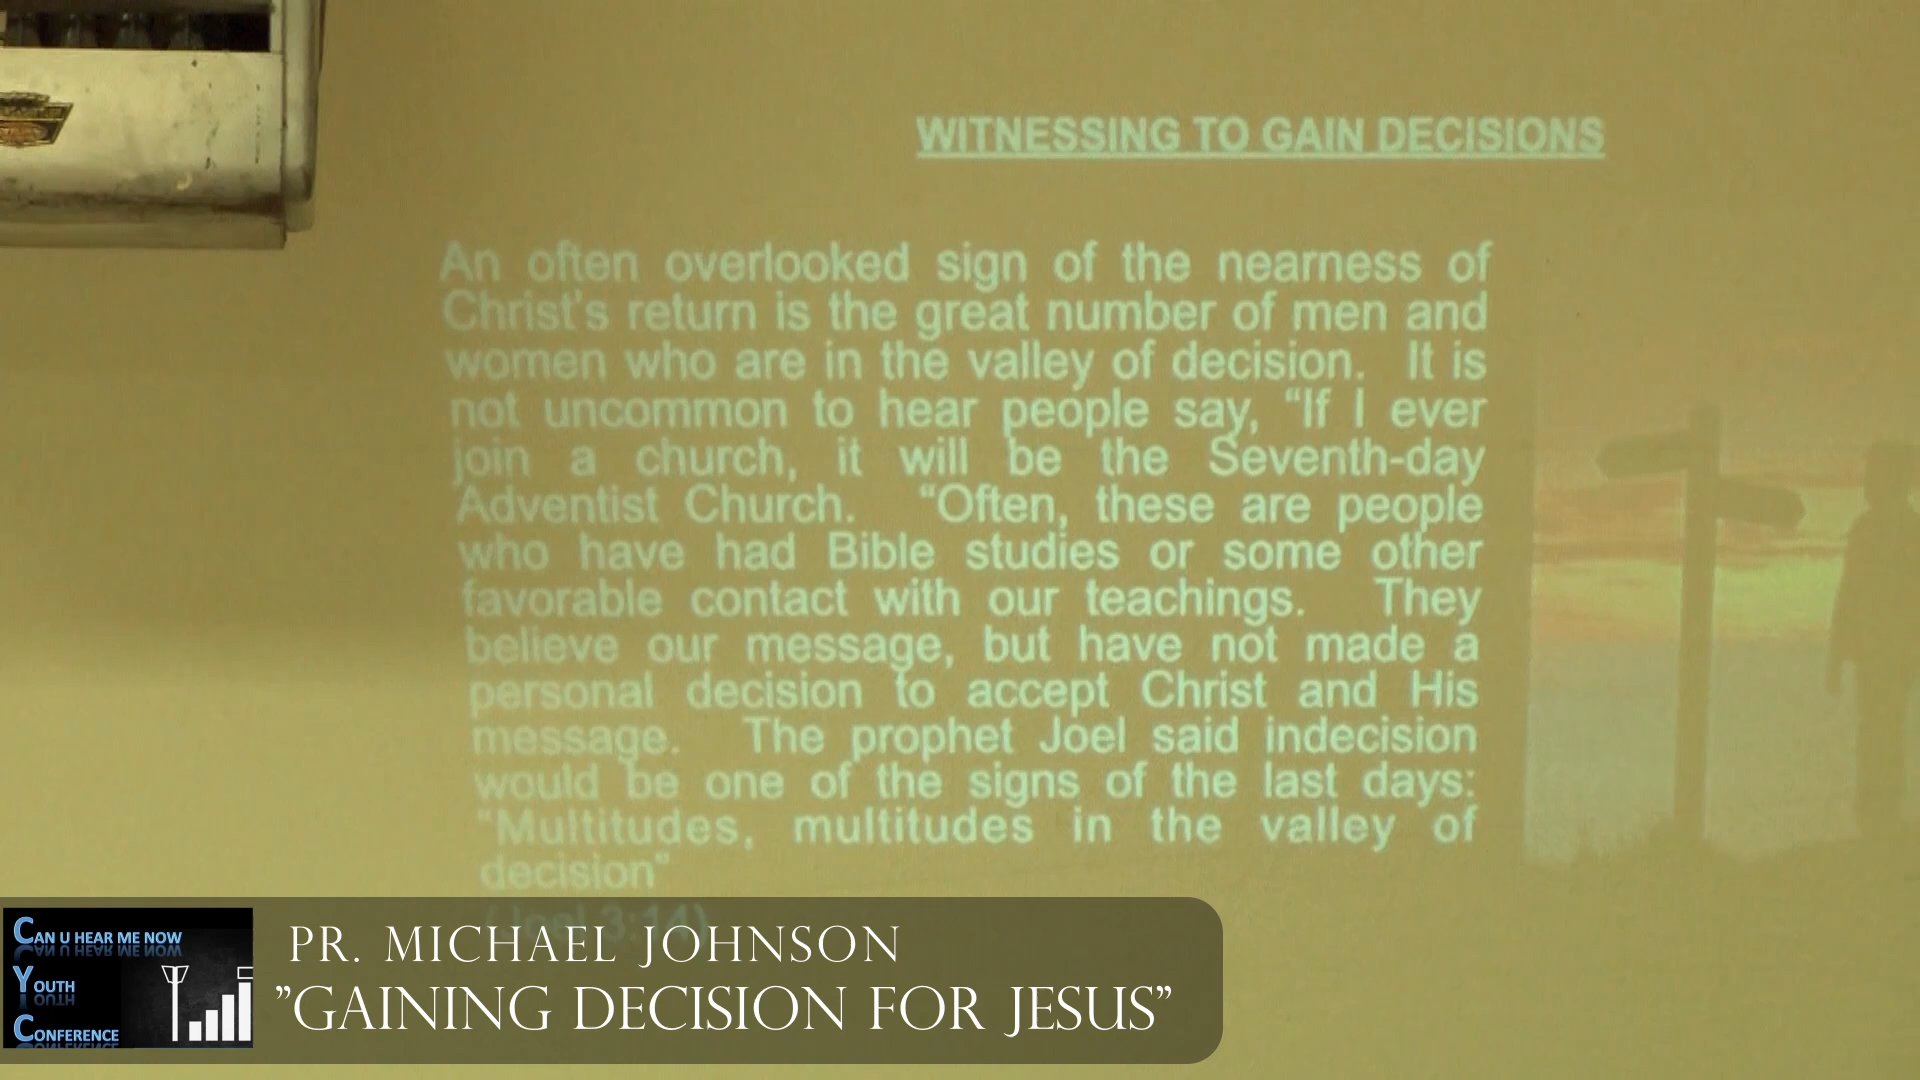 WITNESSING TO GAIN DECISIONS
An often overlooked sign of the nearness of
Christ's return is the great number of men and
women who are in the valley of decision. It is
not uncommon to hear people say, “If I ever
join a church, it will be the Seventh-day
Adventist Church. “Often, these are people
who have had Bible studies or some other
favorable contact with our teachings. They
believe our message, but have not made a
personal decision to accept Christ and His
message. The prophet Joel said indecision
would be one of the signs of the last days:
“Multitudes, multitudes in the valley of
decision”
(Joel 3:14)
CAN U HEAR ME NOW
YOUTH
CONFERENCE
PR. MICHAEL JOHNSON
”GAINING DECISION FOR JESUS”